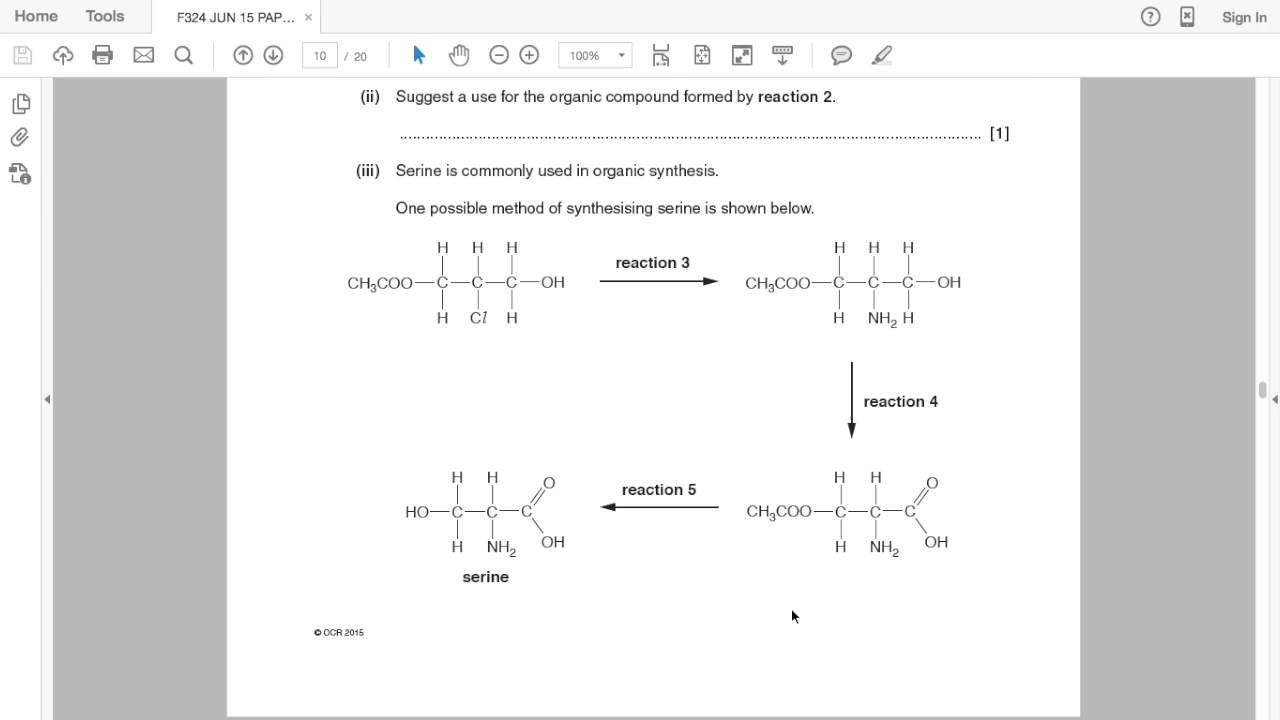 Home Tools F324 JUN 15 PAP... × Sign In
10 / 20 100%
(ii) Suggest a use for the organic compound formed by reaction 2.
[1]
(iii) Serine is commonly used in organic synthesis.
One possible method of synthesising serine is shown below.
H H H
CH3COO C C C OH
H Cl H
reaction 3
H H H
CH3COO C C C OH
H NH2 H
reaction 4
H H O
CH3COO C C C
H NH2 OH
reaction 5
H H O
HO C C C
H NH2 OH
serine
© OCR 2015